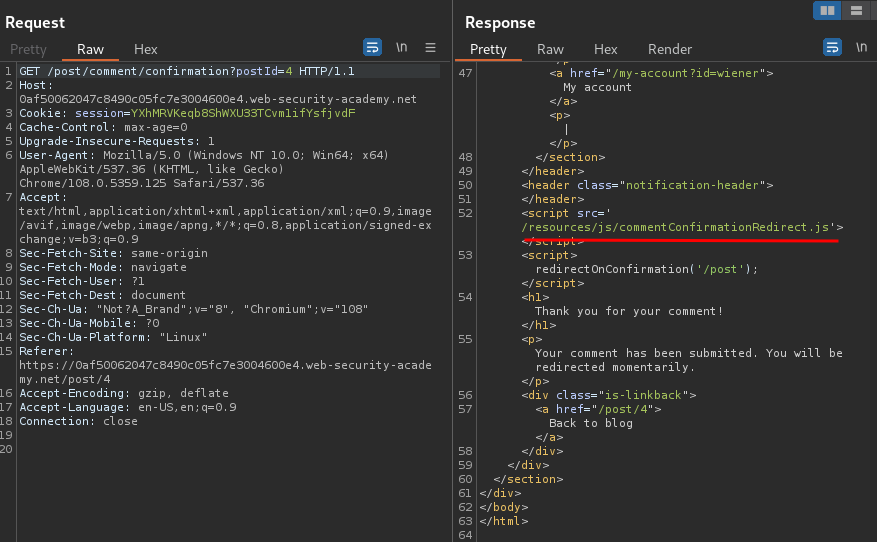 Request
Pretty Raw Hex \n
1 GET /post/comment/confirmation?postId=4 HTTP/1.1
2 Host:
0af50062047c8490c05fc7e3004600e4.web-security-academy.net
3 Cookie: session=YXhMRVKeqb8ShWXU33TCvm1ifYsfjvdF
4 Cache-Control: max-age=0
5 Upgrade-Insecure-Requests: 1
6 User-Agent: Mozilla/5.0 (Windows NT 10.0; Win64; x64)
AppleWebKit/537.36 (KHTML, like Gecko)
Chrome/108.0.5359.125 Safari/537.36
7 Accept:
text/html,application/xhtml+xml,application/xml;q=0.9,image
/avif,image/webp,image/apng,*/*;q=0.8,application/signed-ex
change;v=b3;q=0.9
8 Sec-Fetch-Site: same-origin
9 Sec-Fetch-Mode: navigate
10 Sec-Fetch-User: ?1
11 Sec-Fetch-Dest: document
12 Sec-Ch-Ua: "Not?A_Brand";v="8", "Chromium";v="108"
13 Sec-Ch-Ua-Mobile: ?0
14 Sec-Ch-Ua-Platform: "Linux"
15 Referer:
https://0af50062047c8490c05fc7e3004600e4.web-security-acade
my.net/post/4
16 Accept-Encoding: gzip, deflate
17 Accept-Language: en-US,en;q=0.9
18 Connection: close
19
20
Response
Pretty Raw Hex Render \n
47 <a href="/my-account?id=wiener">
My account
</a>
<p>
|
</p>
48 </section>
49 </header>
50 <header class="notification-header">
51 </header>
52 <script src='
/resources/js/commentConfirmationRedirect.js'>
</script>
53 <script>
redirectOnConfirmation('/post');
</script>
54 <h1>
Thank you for your comment!
</h1>
55 <p>
Your comment has been submitted. You will be
redirected momentarily.
</p>
56 <div class="is-linkback">
57 <a href="/post/4">
Back to blog
</a>
58 </div>
59 </div>
60 </section>
61 </div>
62 </body>
63 </html>
64